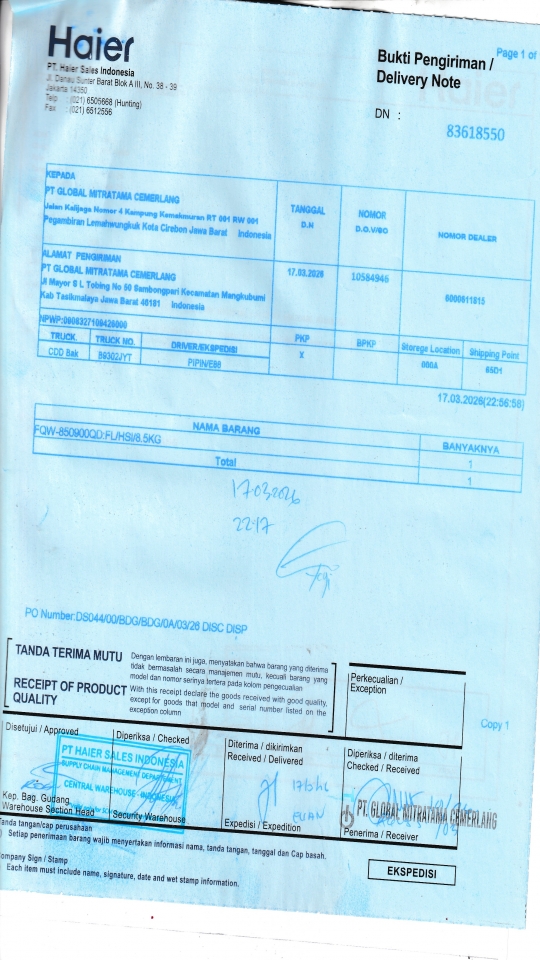 Haier
PT. Haier Sales Indonesia
Jl. Danau Sunter Barat Blok A III, No. 38 - 39
Jakarta 14350
Telp : (021) 6505668 (Hunting)
Fax : (021) 6512556
Page 1 of
Bukti Pengiriman /
Delivery Note
DN :
83618550
KEPADA
PT GLOBAL MITRATAMA CEMERLANG
Jalan Kalijaga Nomor 4 Kampung Kemakmuran RT 001 RW 001
Pegambiran Lemahwungkuk Kota Cirebon Jawa Barat Indonesia
TANGGAL
D.N
NOMOR
D.O./SO
NOMOR DEALER
ALAMAT PENGIRIMAN
PT GLOBAL MITRATAMA CEMERLANG
Jl Mayor S L Tobing No 50 Sambongpari Kecamatan Mangkubumi
Kab Tasikmalaya Jawa Barat 46181 Indonesia
17.03.2026
10584946
6000611815
TRUCK. TRUCK NO. DRIVER/EKSPEDISI PKP BPKP Storege Location Shipping Point
CDD Bak B9302JYT PIPIN/E88 X 000A 65D1
17.03.2026(22:56:58)
NAMA BARANG BANYAKNYA
FQW-850900QD:FL/HSI/8.5KG 1
Total 1
17032026
2217
PO Number:DS044/00/BDG/BDG/0A/03/26 DISC DISP
TANDA TERIMA MUTU
Dengan lembaran ini juga, menyatakan bahwa barang yang diterima
tidak bermasalah secara manajemen mutu, kecuali barang yang
model dan nomor serinya tertera pada kolom pengecualian
RECEIPT OF PRODUCT
QUALITY
With this receipt declare the goods received with good quality,
except for goods that model and serial number listed on the
exception column
Perkecualian /
Exception
Copy 1
Disetujui / Approved
Diperiksa / Checked
Diterima / dikirimkan
Received / Delivered
Diperiksa / diterima
Checked / Received
PT HAIER SALES INDONESIA
SUPPLY CHAIN MANAGEMENT DEPARTMENT
CENTRAL WAREHOUSE - INDONESIA
Kep. Bag. Gudang,
Warehouse Section Head
Security Warehouse
Expedisi / Expedition
PT. GLOBAL MITRATAMA CEMERLANG
Penerima / Receiver
Tanda tangan/cap perusahaan
) Setiap penerimaan barang wajib menyertakan informasi nama, tanda tangan, tanggal dan Cap basah.
ompany Sign / Stamp
Each item must include name, signature, date and wet stamp information.
EKSPEDISI